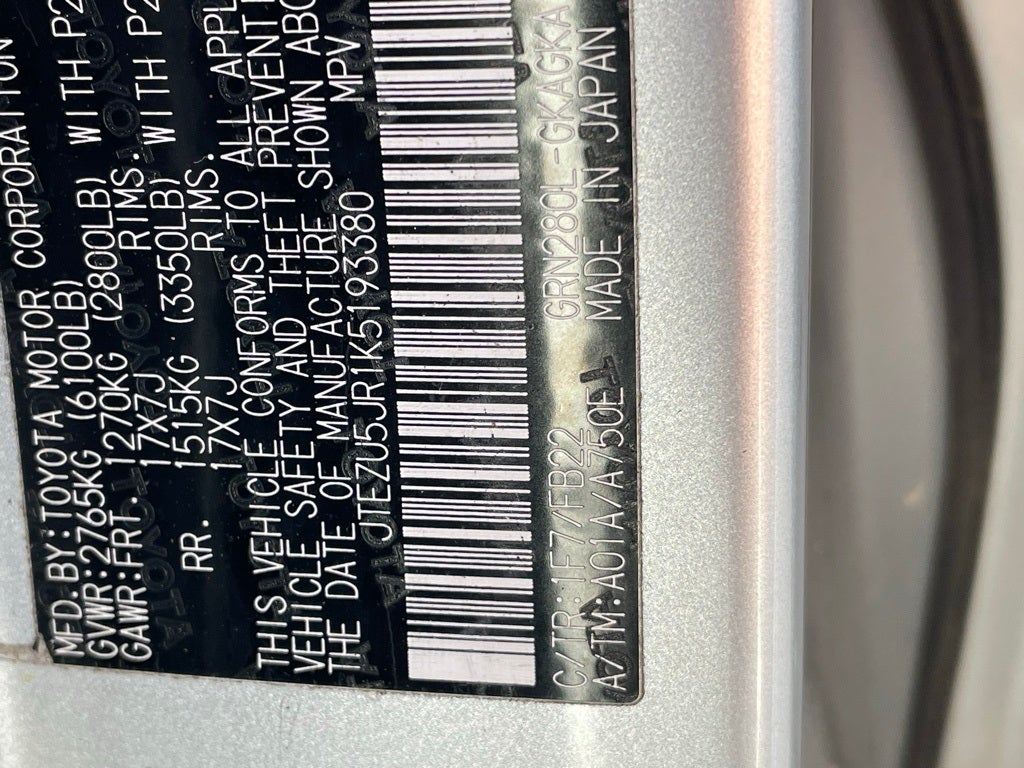 MFD.BY:TOYOTA MOTOR CORPORATION
GVWR:2765KG (6100LB)
GAWR:FRT. 1270KG (2800LB) WITH P2
17X7J RIMS.
RR. 1515KG (3350LB) WITH P2
17X7J RIMS.
THIS VEHICLE CONFORMS TO ALL APPL
VEHICLE SAFETY AND THEFT PREVENTI
THE DATE OF MANUFACTURE SHOWN ABO
JTEZU5JR1K5193380 MPV
C/TR:1F7/FB22 GRN280L-GKAGKA
A/TM:A01A/A750E MADE IN JAPAN